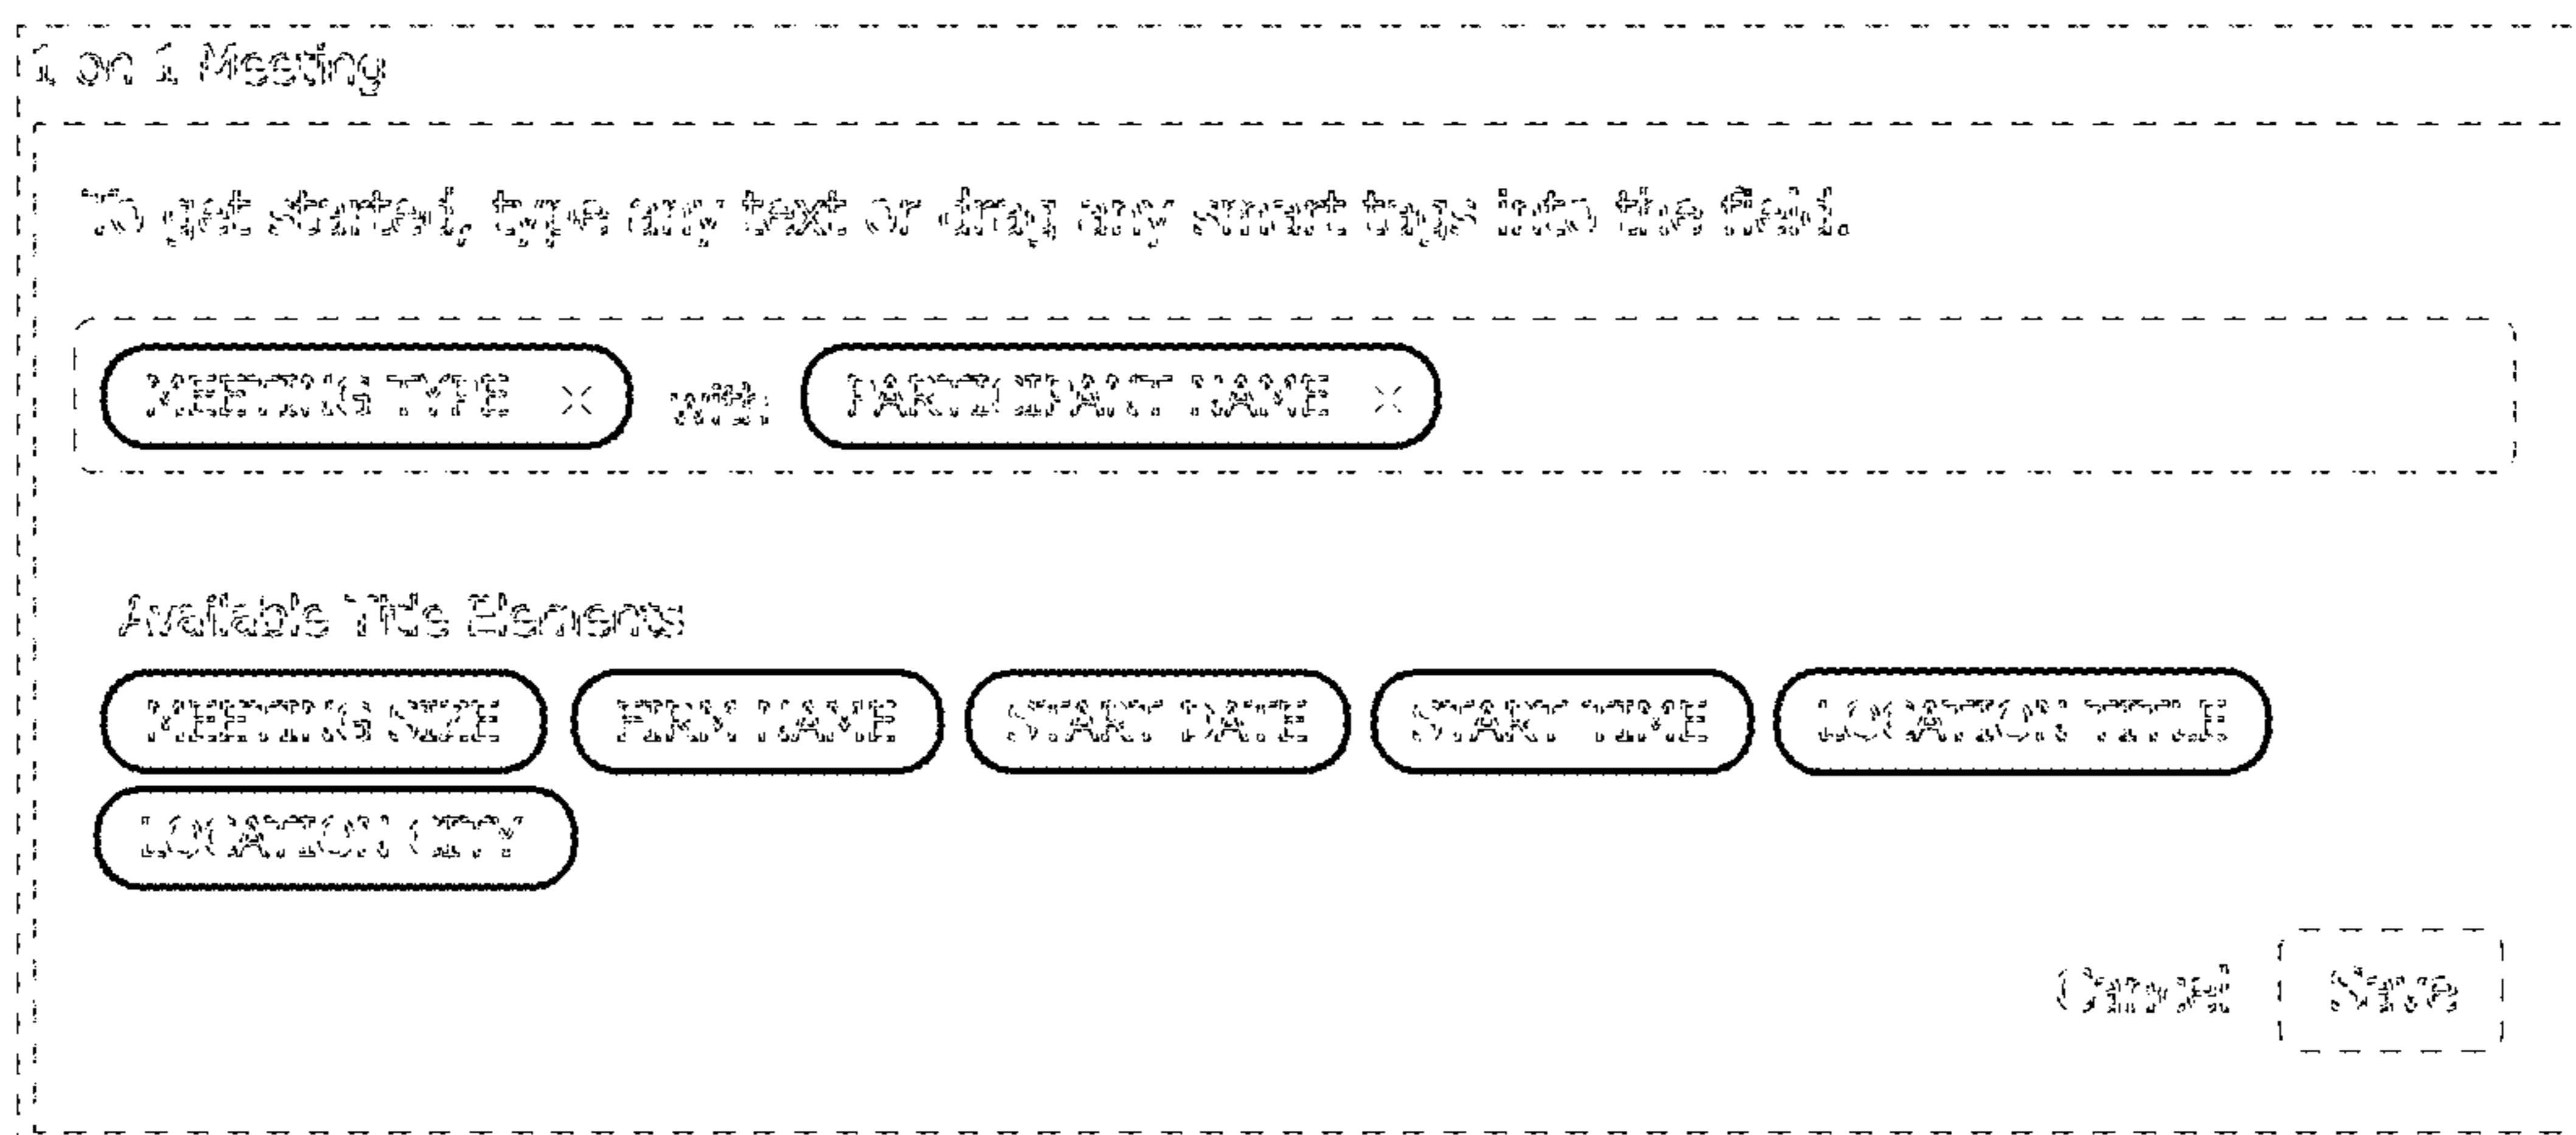 1 on 1 Meeting
To get started, type any text or drag any smart tags into the field.
MEETING TYPE × with PARTICIPANT NAME ×
Available Title Elements
MEETING SIZE FIRM NAME START DATE START TIME LOCATION TITLE
LOCATION CITY
Cancel Save